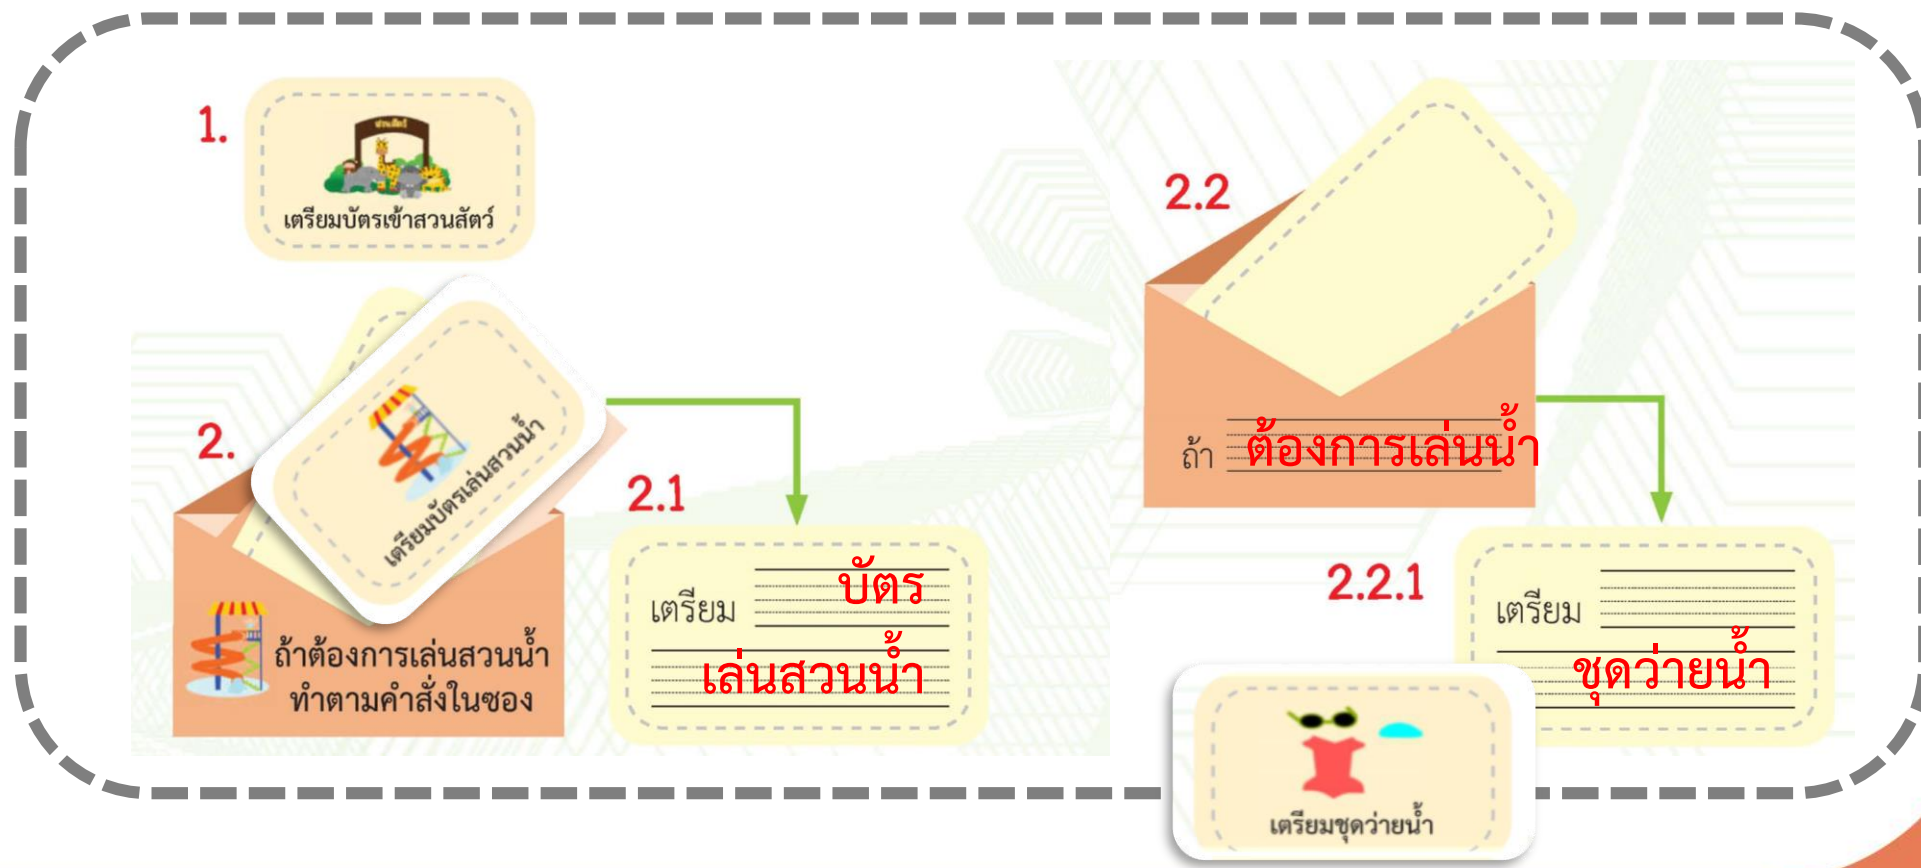 1.
สวนสัตว์
เตรียมบัตรเข้าสวนสัตว์
2.
เตรียมบัตรเล่นสวนน้ำ
ถ้าต้องการเล่นสวนน้ำ
ทำตามคำสั่งในซอง
2.1
เตรียม บัตร
เล่นสวนน้ำ
2.2
ถ้า ต้องการเล่นน้ำ
2.2.1
เตรียม
ชุดว่ายน้ำ
เตรียมชุดว่ายน้ำ